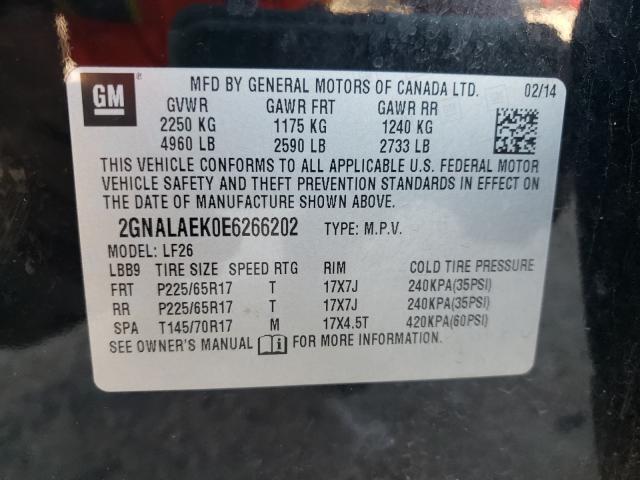 GM ®
MFD BY GENERAL MOTORS OF CANADA LTD. 02/14
GVWR GAWR FRT GAWR RR
2250 KG 1175 KG 1240 KG
4960 LB 2590 LB 2733 LB
THIS VEHICLE CONFORMS TO ALL APPLICABLE U.S. FEDERAL MOTOR
VEHICLE SAFETY AND THEFT PREVENTION STANDARDS IN EFFECT ON
THE DATE OF MANUFACTURE SHOWN ABOVE.
2GNALAEK0E6266202 TYPE: M.P.V.
MODEL: LF26
LBB9 TIRE SIZE SPEED RTG RIM COLD TIRE PRESSURE
FRT P225/65R17 T 17X7J 240KPA(35PSI)
RR P225/65R17 T 17X7J 240KPA(35PSI)
SPA T145/70R17 M 17X4.5T 420KPA(60PSI)
SEE OWNER'S MANUAL i FOR MORE INFORMATION.